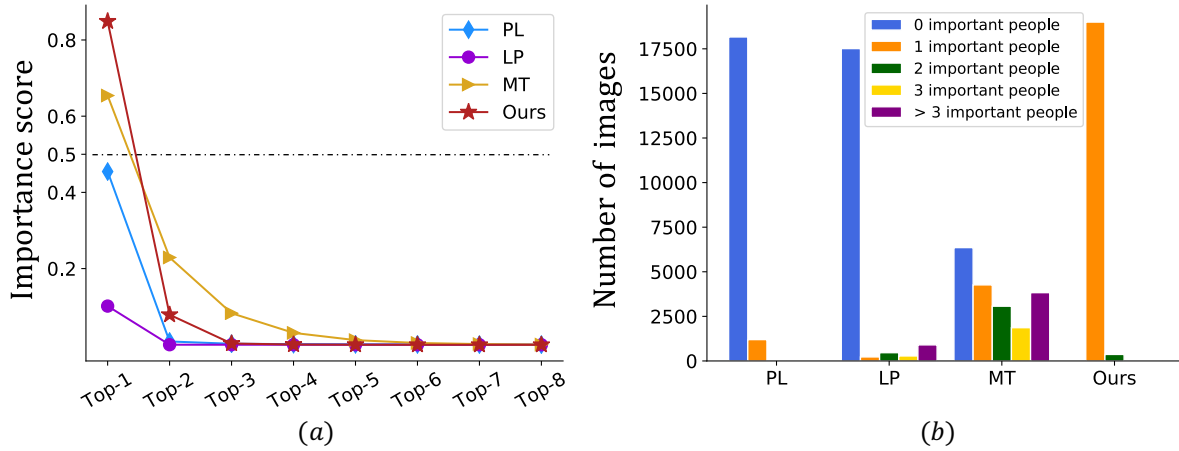 Importance score
0.8
0.6
0.5
0.4
0.2
PL
LP
MT
Ours
Top-1
Top-2
Top-3
Top-4
Top-5
Top-6
Top-7
Top-8
(a)
Number of images
17500
15000
12500
10000
7500
5000
2500
0
0 important people
1 important people
2 important people
3 important people
> 3 important people
PL
LP
MT
Ours
(b)